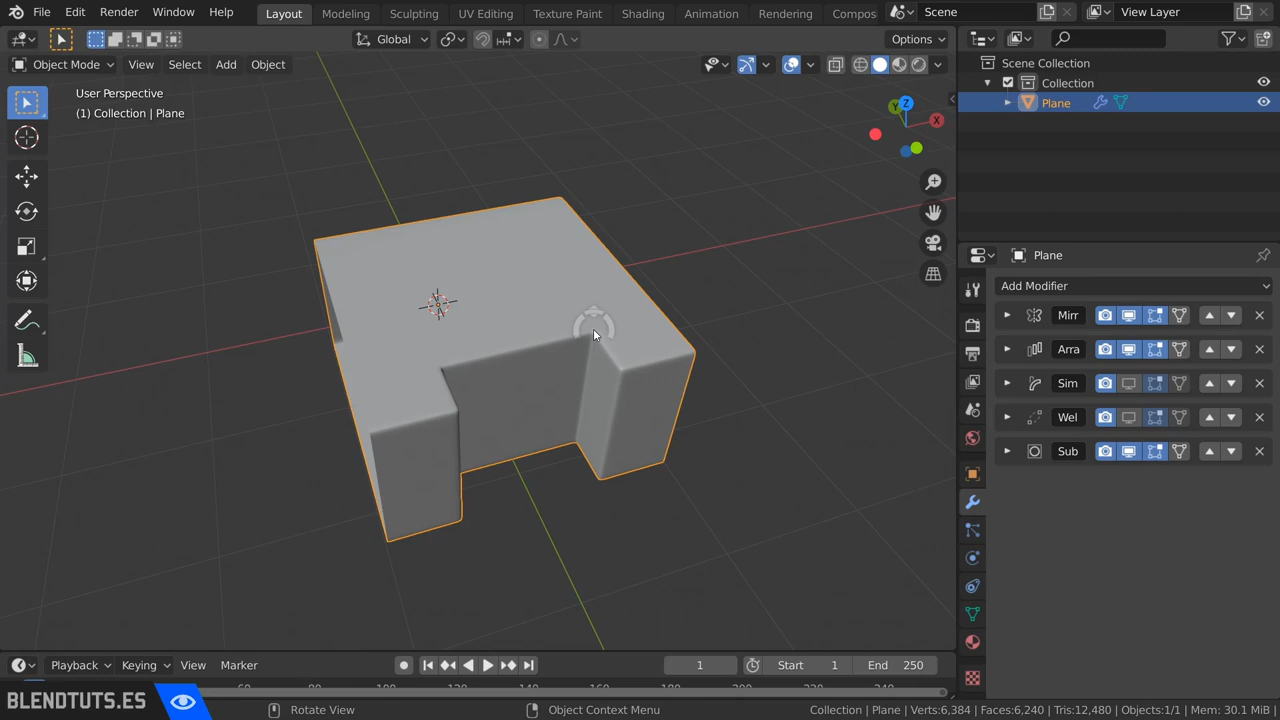 File Edit Render Window Help Layout Modeling Sculpting UV Editing Texture Paint Shading Animation Rendering Compos Scene View Layer
Global Options
Object Mode View Select Add Object
User Perspective
(1) Collection | Plane
Z
Y
X
Scene Collection
Collection
Plane
Plane
Add Modifier
Mirr
Arra
Sim
Wel
Sub
Playback Keying View Marker 1 Start 1 End 250
BLENDTUTS.ES
Rotate View Object Context Menu Collection | Plane | Verts:6,384 | Faces:6,240 | Tris:12,480 | Objects:1/1 | Mem: 30.1 MiB |